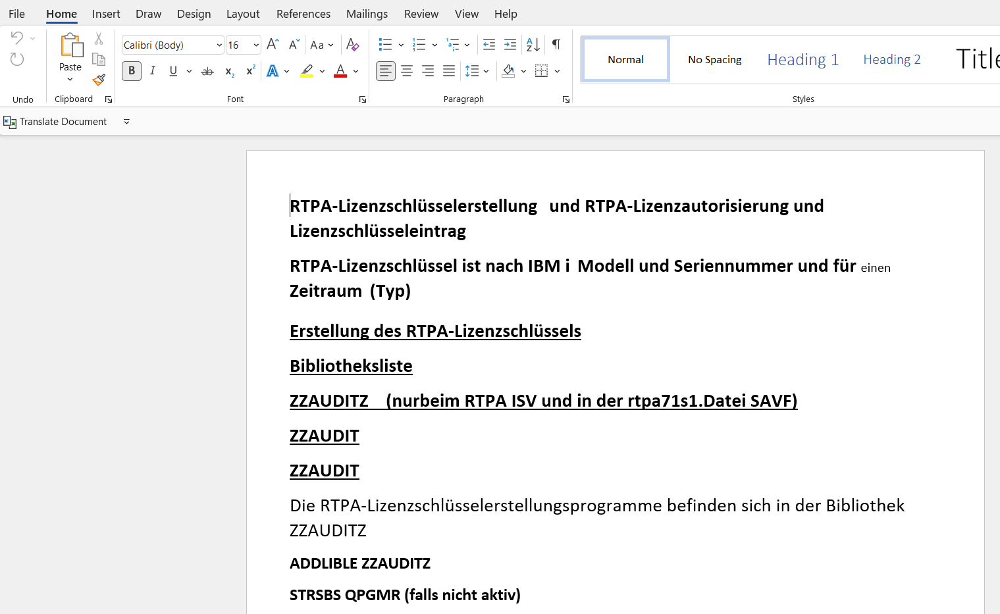 File Home Insert Draw Design Layout References Mailings Review View Help
Calibri (Body) 16 Aa
Paste B I U ab x2 x2 A A
Normal No Spacing Heading 1 Heading 2 Title
Undo Clipboard Font Paragraph Styles
Translate Document
RTPA-Lizenzschlüsselerstellung und RTPA-Lizenzautorisierung und
Lizenzschlüsseleintrag
RTPA-Lizenzschlüssel ist nach IBM i Modell und Seriennummer und für einen
Zeitraum (Typ)
Erstellung des RTPA-Lizenzschlüssels
Bibliotheksliste
ZZAUDITZ (nurbeim RTPA ISV und in der rtpa71s1.Datei SAVF)
ZZAUDIT
ZZAUDIT
Die RTPA-Lizenzschlüsselerstellungsprogramme befinden sich in der Bibliothek
ZZAUDITZ
ADDLIBLE ZZAUDITZ
STRSBS QPGMR (falls nicht aktiv)